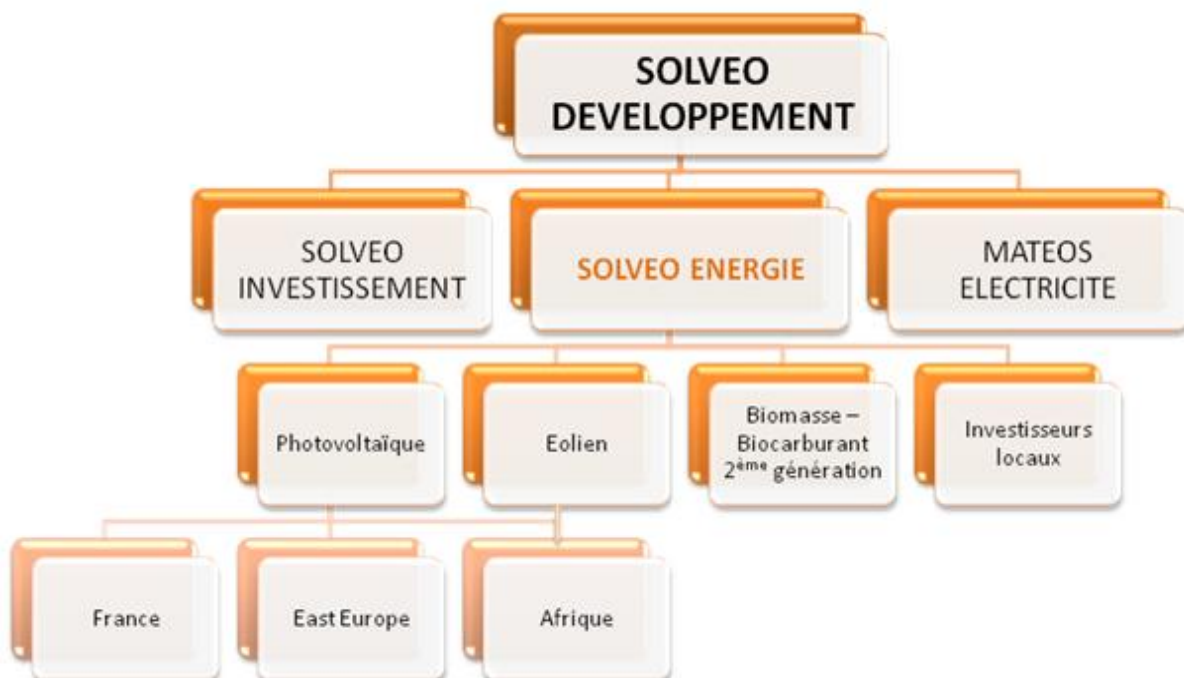 SOLVEO
DEVELOPPEMENT
SOLVEO
INVESTISSEMENT
SOLVEO ENERGIE
MATEOS
ELECTRICITE
Photovoltaïque
Eolien
Biomasse –
Biocarburant
2ème génération
Investisseurs
locaux
France
East Europe
Afrique